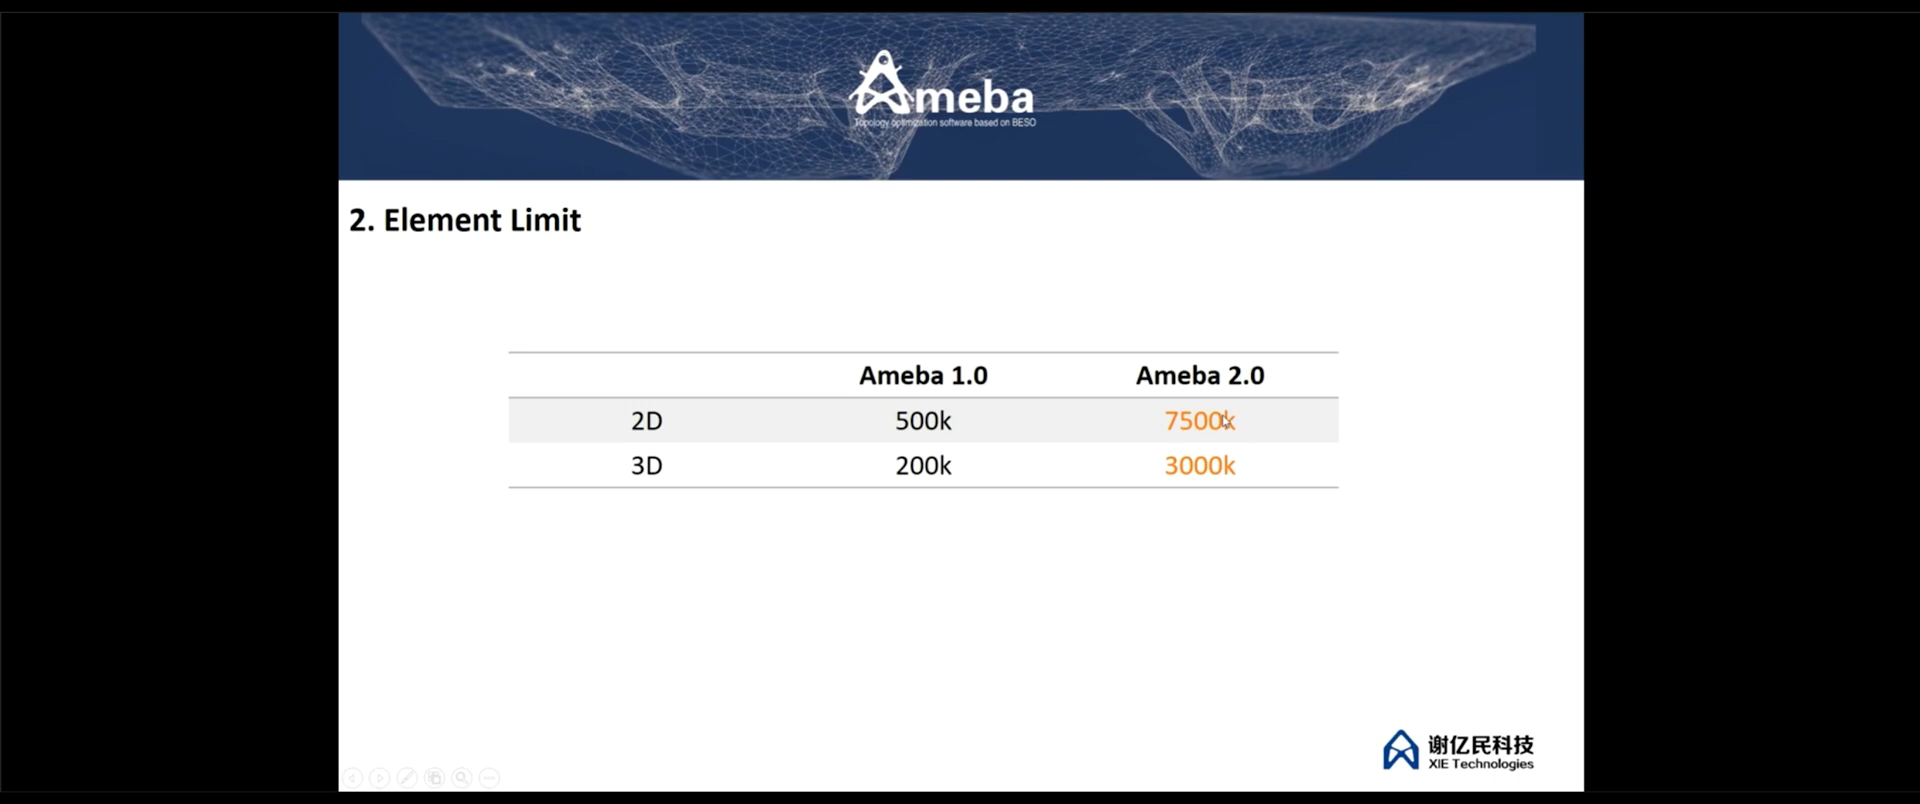 Ameba
Topology optimization software based on BESO
2. Element Limit
Ameba 1.0 Ameba 2.0
2D 500k 7500k
3D 200k 3000k
谢亿民科技
XIE Technologies